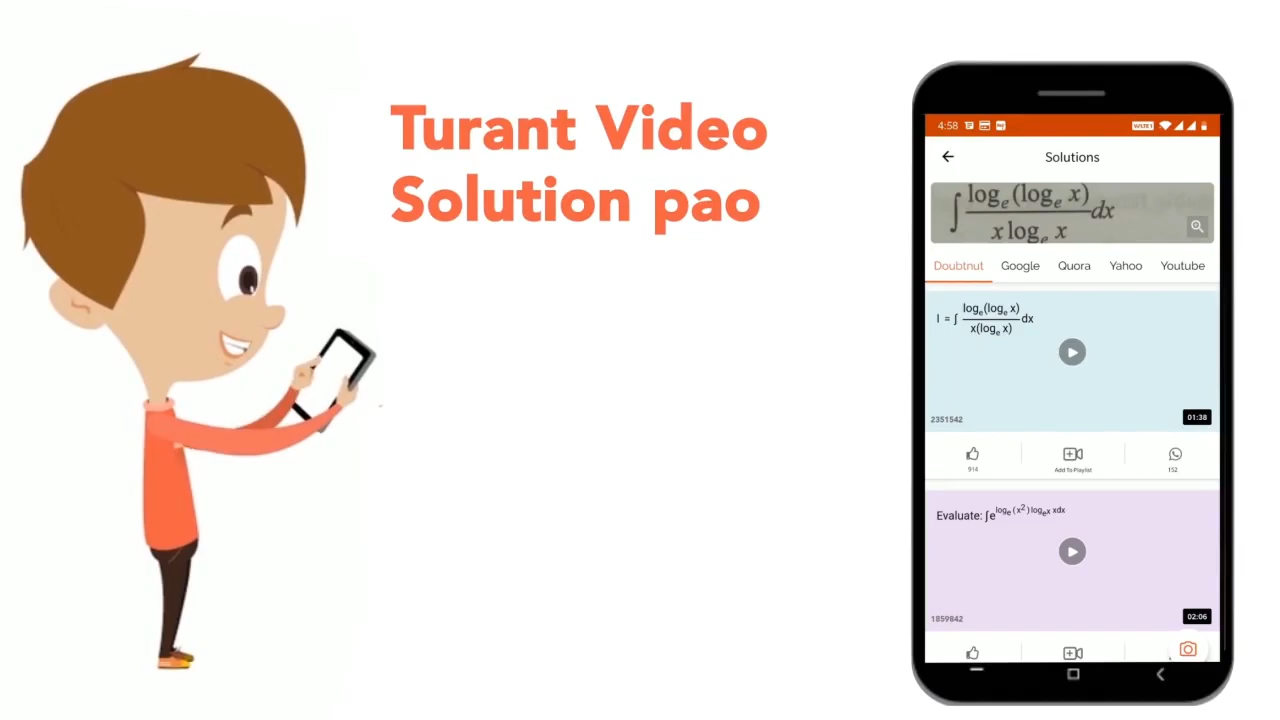 Turant Video
Solution pao
4:58
Solutions
∫ logₑ(logₑ x) / x logₑ x dx
Doubtnut Google Quora Yahoo Youtube
I = ∫ logₑ(logₑ x) / x(logₑ x) dx
2351542 01:38
914 Add To Playlist 152
Evaluate: ∫e^logₑ(x²)logₑx xdx
1859842 02:06